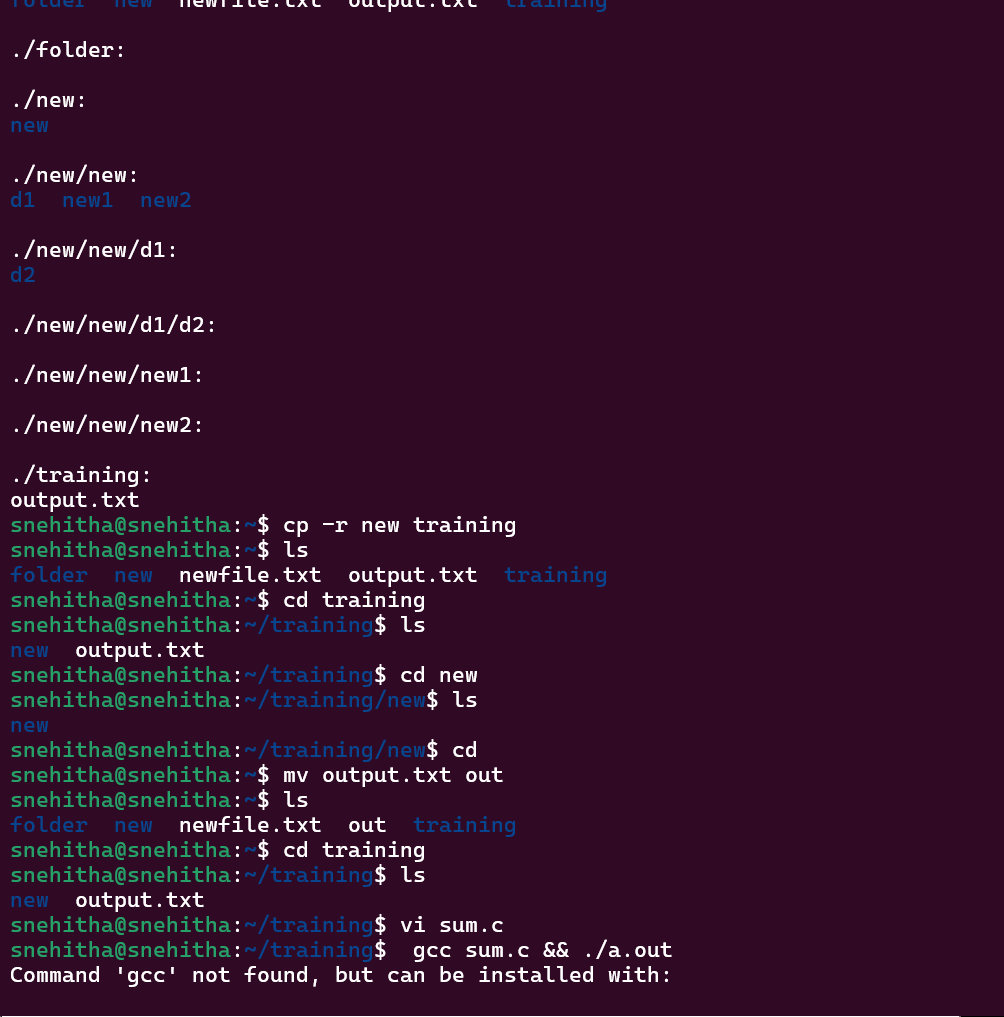 folder  new  newfile.txt  output.txt  training
./folder:
./new:
new
./new/new:
d1  new1  new2
./new/new/d1:
d2
./new/new/d1/d2:
./new/new/new1:
./new/new/new2:
./training:
output.txt
snehitha@snehitha:~$ cp -r new training
snehitha@snehitha:~$ ls
folder  new  newfile.txt  output.txt  training
snehitha@snehitha:~$ cd training
snehitha@snehitha:~/training$ ls
new  output.txt
snehitha@snehitha:~/training$ cd new
snehitha@snehitha:~/training/new$ ls
new
snehitha@snehitha:~/training/new$ cd
snehitha@snehitha:~$ mv output.txt out
snehitha@snehitha:~$ ls
folder  new  newfile.txt  out  training
snehitha@snehitha:~$ cd training
snehitha@snehitha:~/training$ ls
new  output.txt
snehitha@snehitha:~/training$ vi sum.c
snehitha@snehitha:~/training$  gcc sum.c && ./a.out
Command 'gcc' not found, but can be installed with: